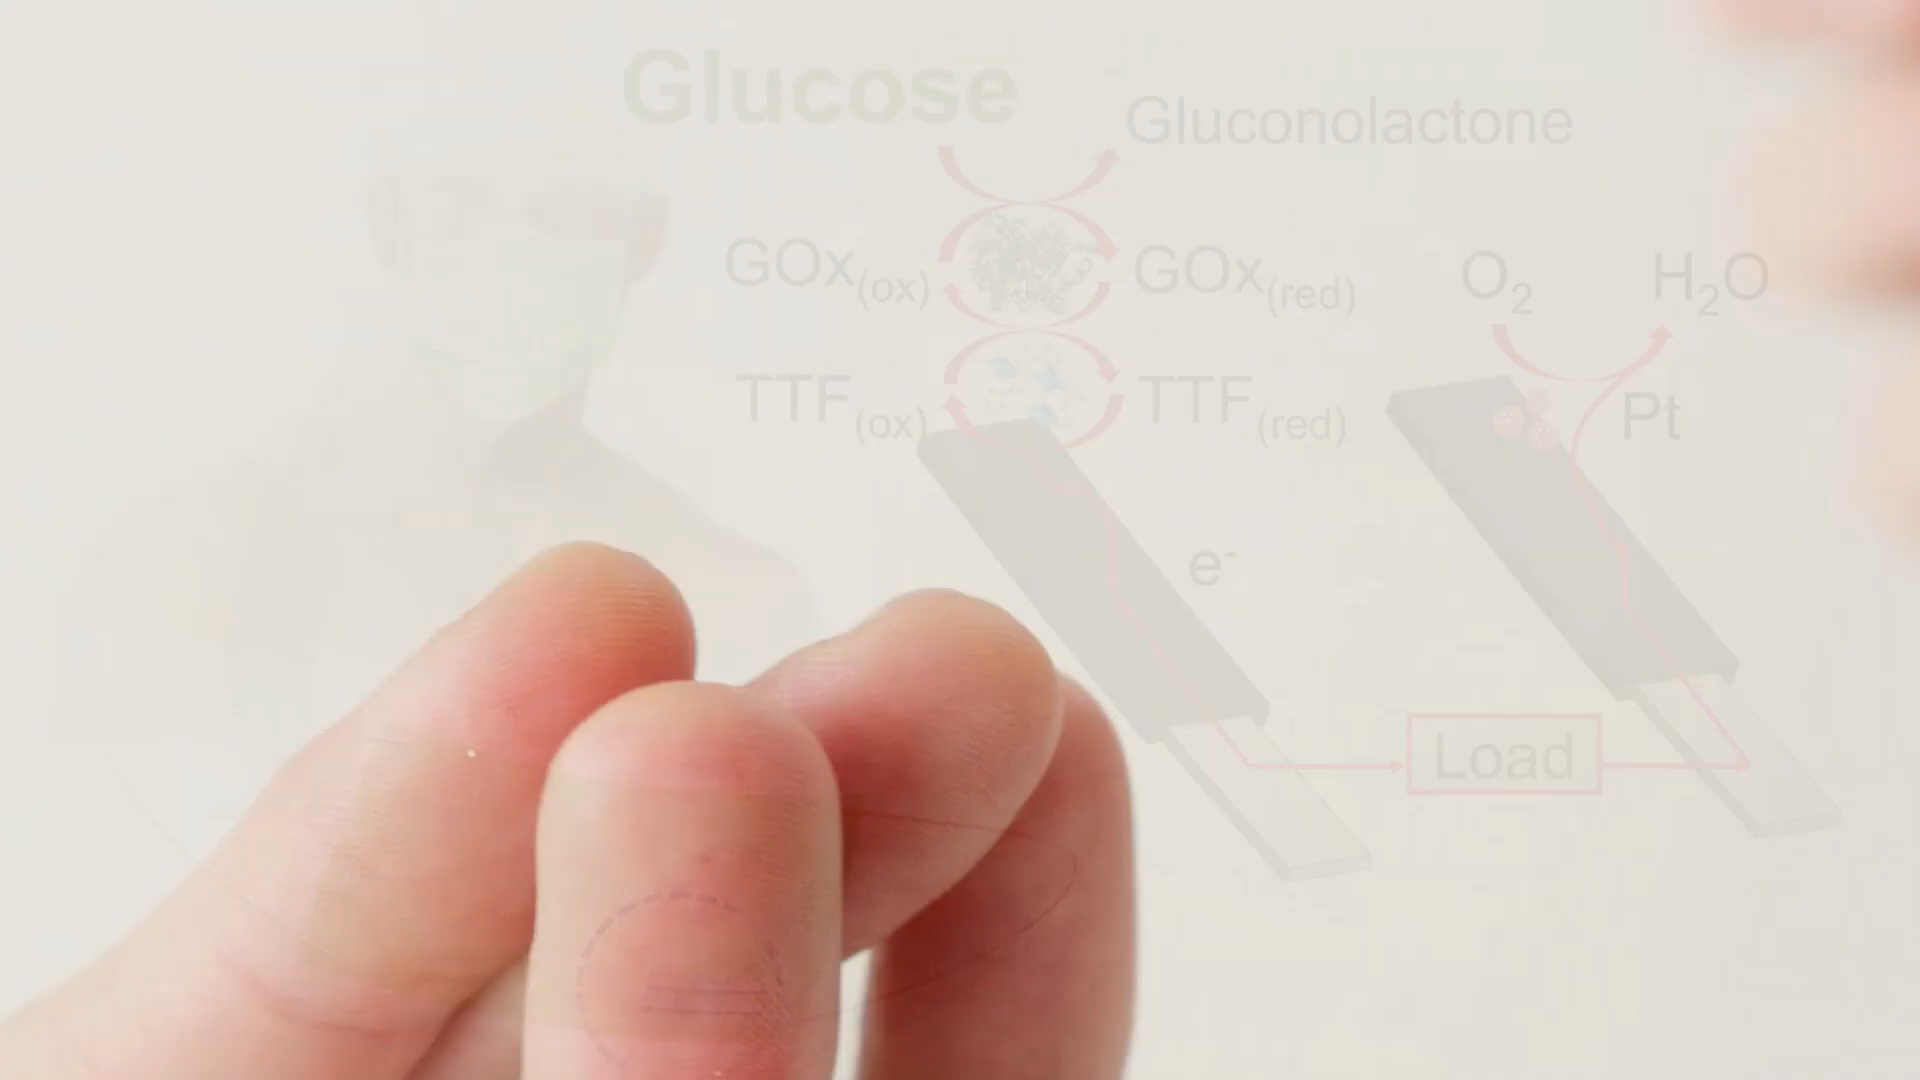 Glucose
Gluconolactone
GOx(ox)
GOx(red)
O2
H2O
TTF(ox)
TTF(red)
Pt
e-
Load